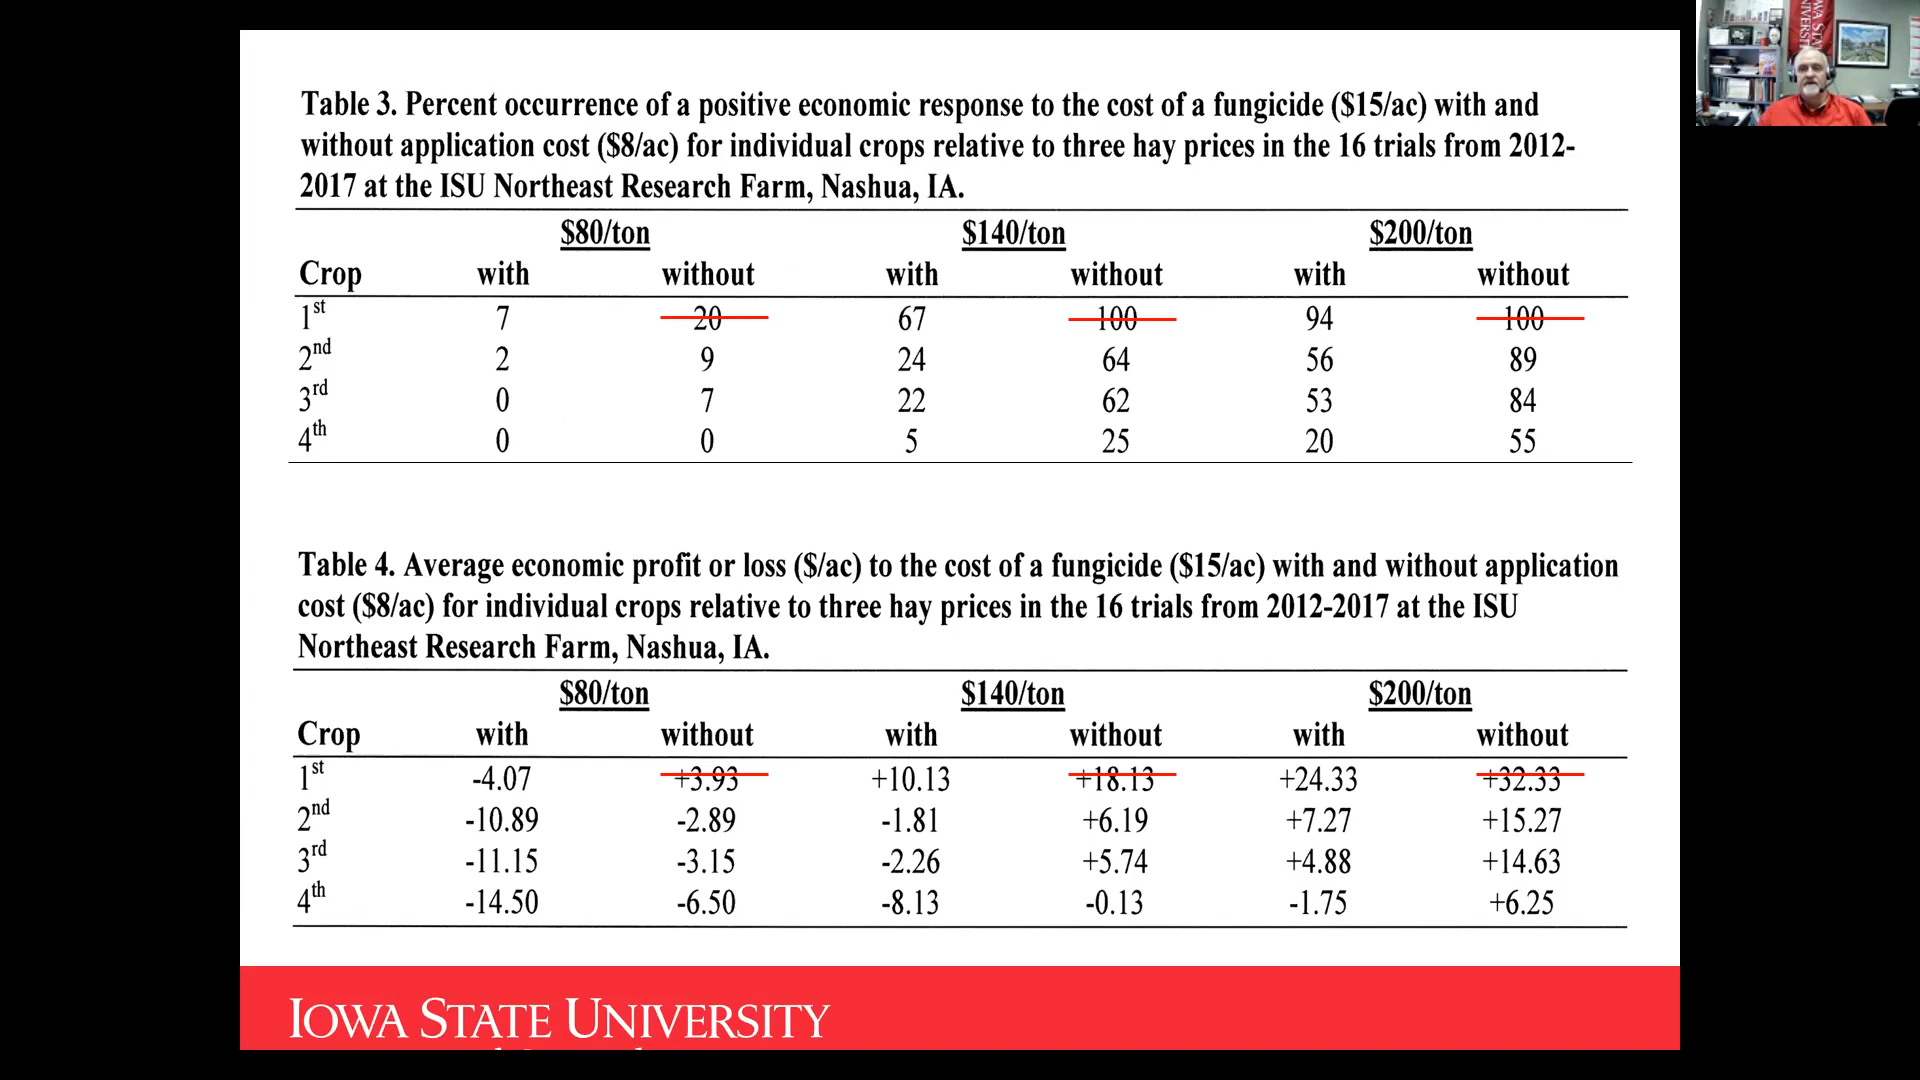 Table 3. Percent occurrence of a positive economic response to the cost of a fungicide ($15/ac) with and
without application cost ($8/ac) for individual crops relative to three hay prices in the 16 trials from 2012-
2017 at the ISU Northeast Research Farm, Nashua, IA.
$80/ton $140/ton $200/ton
Crop with without with without with without
1st 7 20 67 100 94 100
2nd 2 9 24 64 56 89
3rd 0 7 22 62 53 84
4th 0 0 5 25 20 55
Table 4. Average economic profit or loss ($/ac) to the cost of a fungicide ($15/ac) with and without application
cost ($8/ac) for individual crops relative to three hay prices in the 16 trials from 2012-2017 at the ISU
Northeast Research Farm, Nashua, IA.
$80/ton $140/ton $200/ton
Crop with without with without with without
1st -4.07 +3.93 +10.13 +18.13 +24.33 +32.33
2nd -10.89 -2.89 -1.81 +6.19 +7.27 +15.27
3rd -11.15 -3.15 -2.26 +5.74 +4.88 +14.63
4th -14.50 -6.50 -8.13 -0.13 -1.75 +6.25
IOWA STATE UNIVERSITY